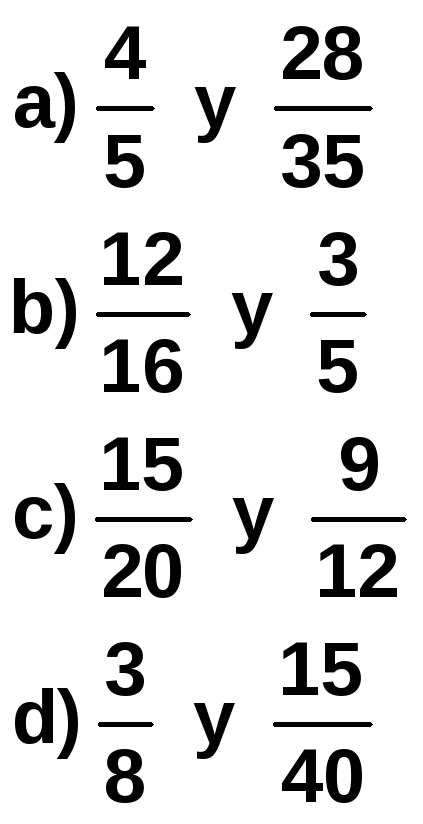 a) 4/5 y 28/35
b) 12/16 y 3/5
c) 15/20 y 9/12
d) 3/8 y 15/40